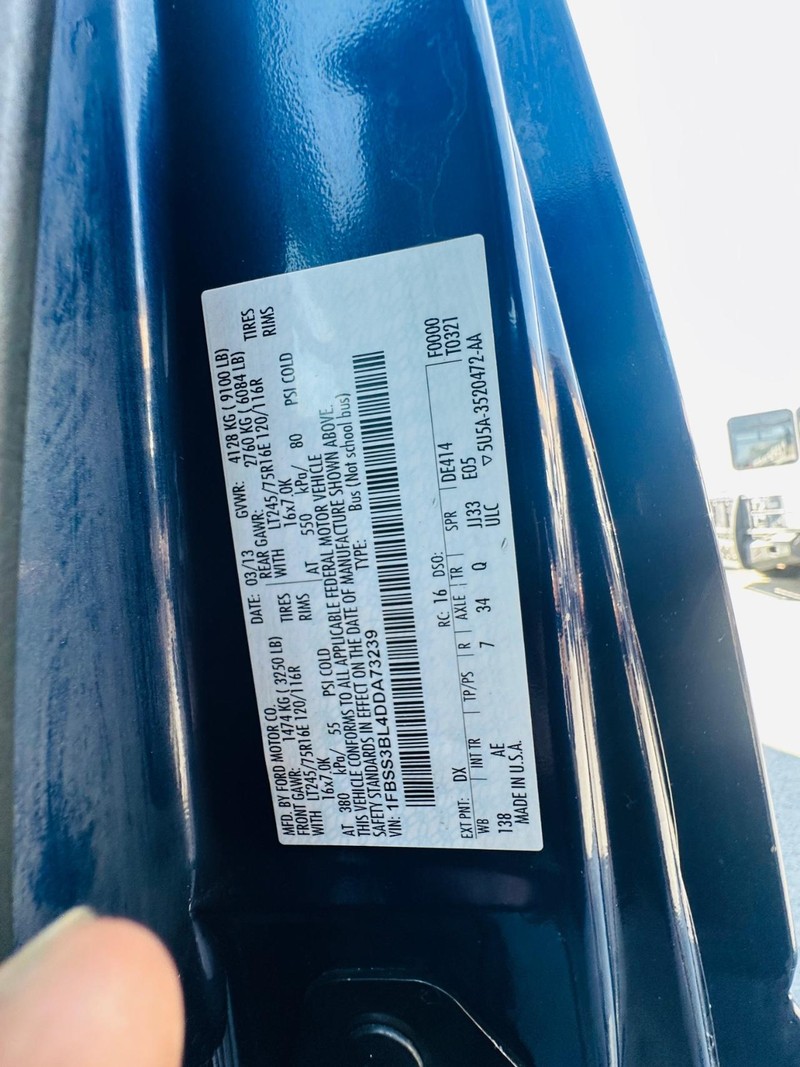 MFD. BY FORD MOTOR CO.
DATE: 03/13 GVWR: 4128 KG ( 9100 LB)
FRONT GAWR: 1474 KG ( 3250 LB) REAR GAWR: 2760 KG ( 6084 LB)
WITH LT245/75R16E 120/116R TIRES WITH LT245/75R16E 120/116R TIRES
16x7.0K RIMS 16x7.0K RIMS
AT 380 kPa/ 55 PSI COLD AT 550 kPa/ 80 PSI COLD
THIS VEHICLE CONFORMS TO ALL APPLICABLE FEDERAL MOTOR VEHICLE
SAFETY STANDARDS IN EFFECT ON THE DATE OF MANUFACTURE SHOWN ABOVE.
VIN: 1FBSS3BL4DDA73239 TYPE: Bus (Not school bus)
EXT PNT: DX RC: 16 DSO: F0000
WB INT TR TP/PS R AXLE TR SPR DE414 T0321
138 AE 7 34 Q JJ33 E05
MADE IN U.S.A. ULC ▽5U5A-3520472-AA